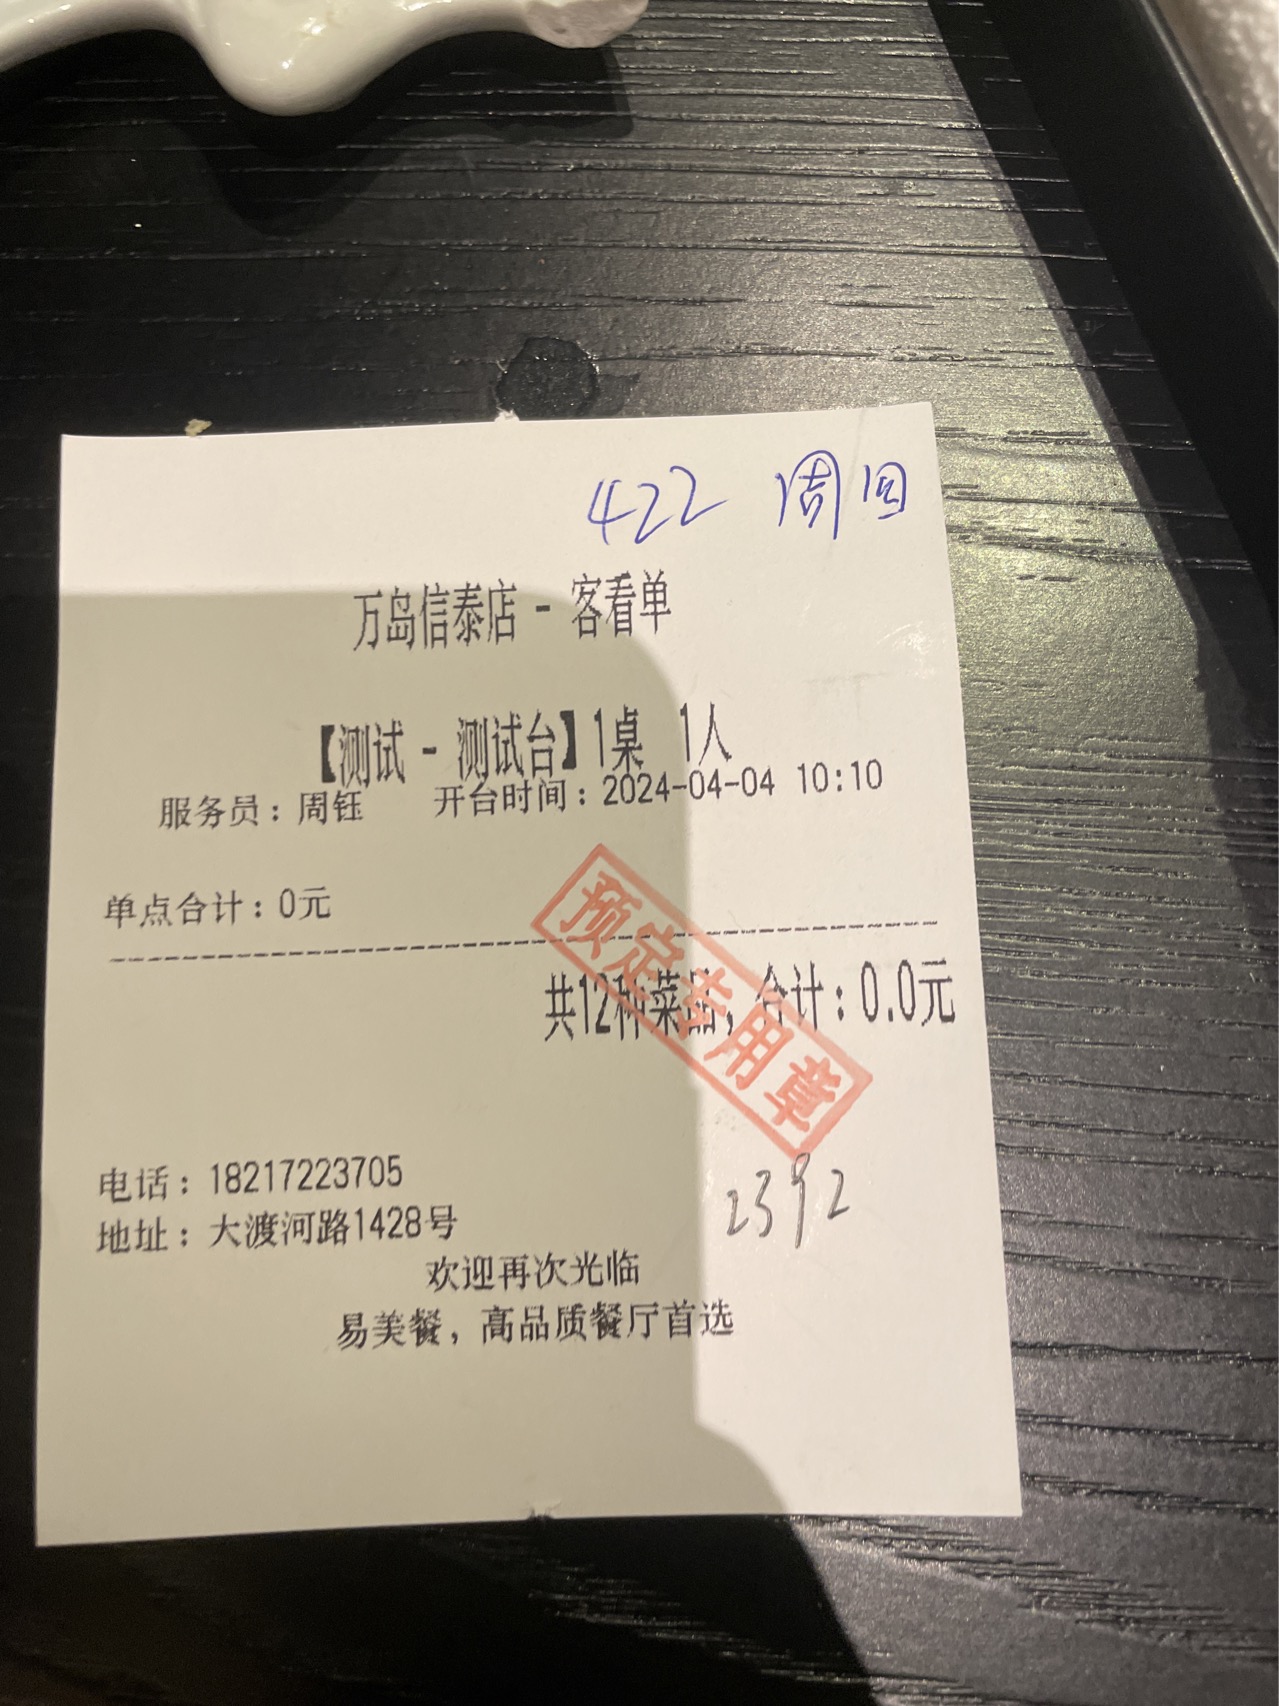 422 周四
万岛信泰店 - 客看单
【测试 - 测试台】1桌 1人
服务员：周钰 开台时间：2024-04-04 10:10
单点合计：0元
预定专用章
共12种菜品，合计：0.0元
电话：18217223705
2392
地址：大渡河路1428号
欢迎再次光临
易美餐，高品质餐厅首选